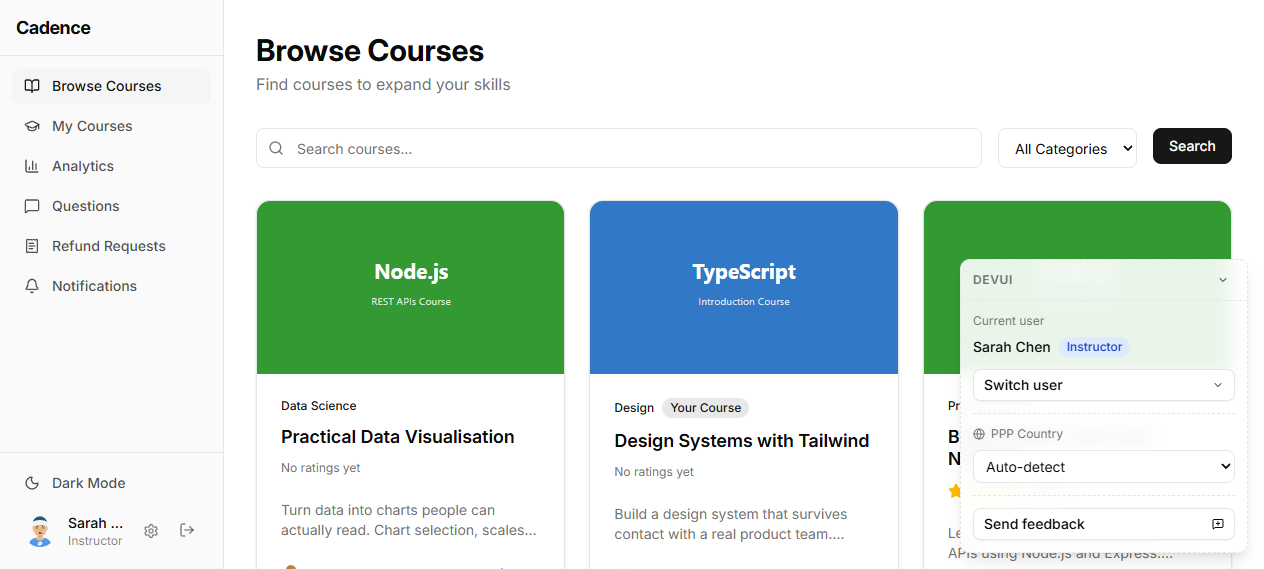 Cadence
Browse Courses
My Courses
Analytics
Questions
Refund Requests
Notifications
Dark Mode
Sarah ...
Instructor
Browse Courses
Find courses to expand your skills
Search courses...
All Categories
Search
Node.js
REST APIs Course
Data Science
Practical Data Visualisation
No ratings yet
Turn data into charts people can
actually read. Chart selection, scales...
TypeScript
Introduction Course
Design Your Course
Design Systems with Tailwind
No ratings yet
Build a design system that survives
contact with a real product team....
APIs using Node.js and Express....
DEVUI
Current user
Sarah Chen Instructor
Switch user
PPP Country
Auto-detect
Send feedback